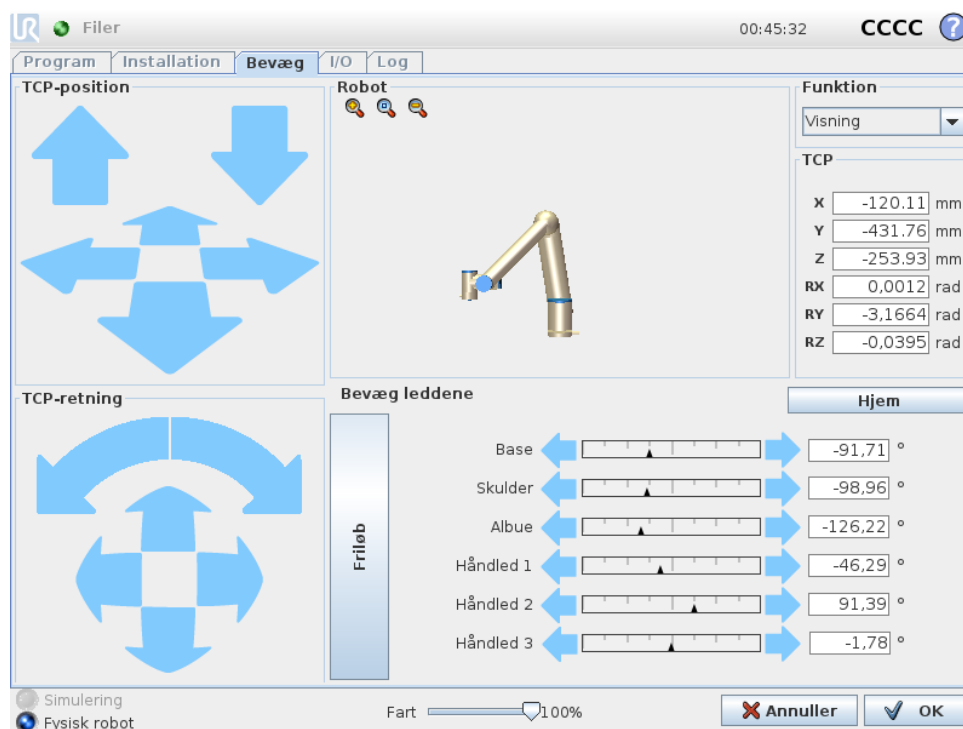 UR Filer 00:45:32 CCCC ?
Program Installation Bevæg I/O Log
TCP-position
Robot
Funktion
Visning
TCP
X -120.11 mm
Y -431.76 mm
Z -253.93 mm
RX 0,0012 rad
RY -3,1664 rad
RZ -0,0395 rad
TCP-retning
Bevæg leddene
Hjem
Friløb
Base -91,71 °
Skulder -98,96 °
Albue -126,22 °
Håndled 1 -46,29 °
Håndled 2 91,39 °
Håndled 3 -1,78 °
Simulering
Fysisk robot
Fart 100%
Annuller
OK